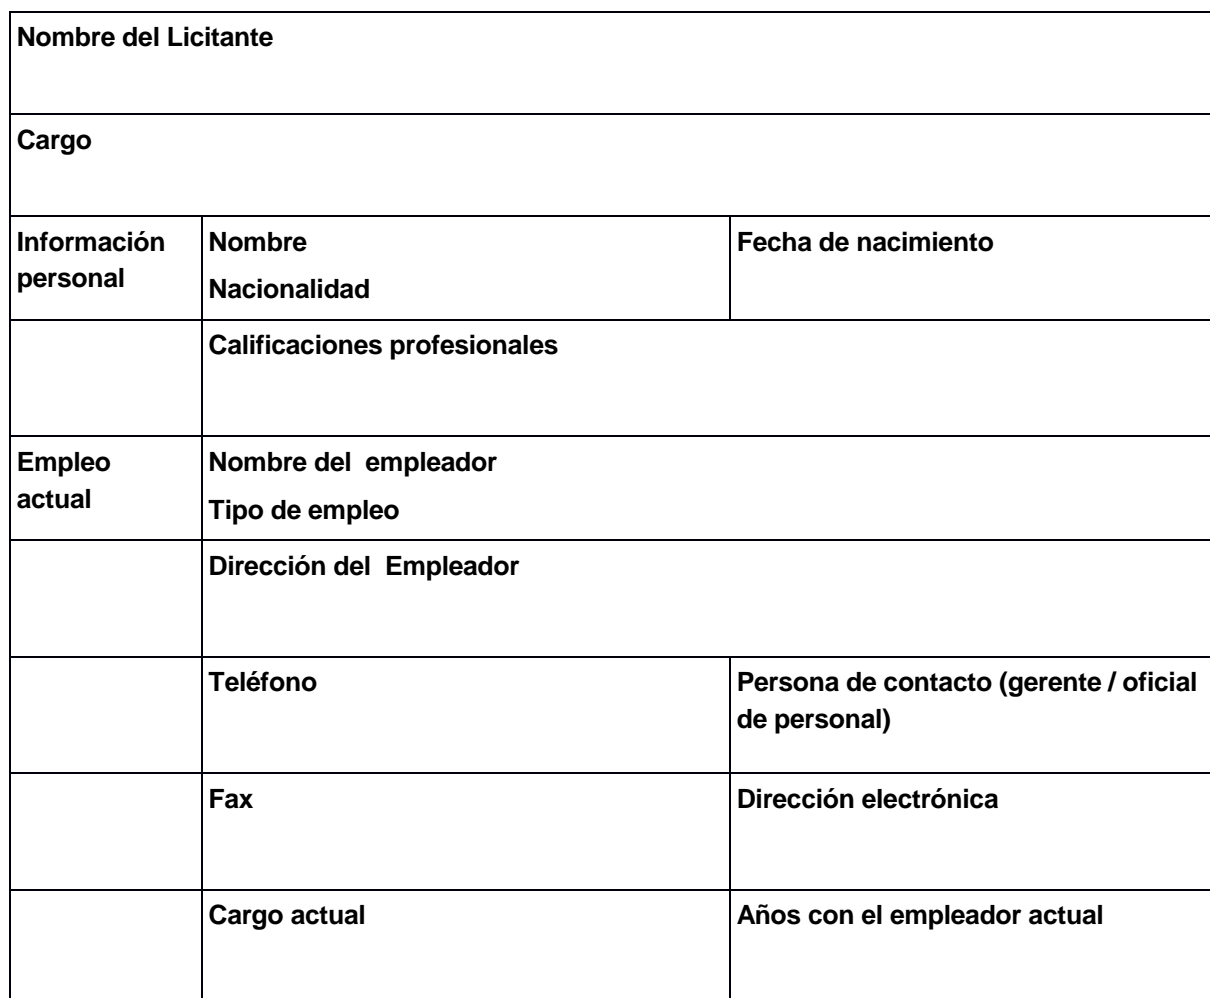 Nombre del Licitante
Cargo
Información personal
Nombre
Fecha de nacimiento
Nacionalidad
Calificaciones profesionales
Empleo actual
Nombre del  empleador
Tipo de empleo
Dirección del  Empleador
Teléfono
Persona de contacto (gerente / oficial
de personal)
Fax
Dirección electrónica
Cargo actual
Años con el empleador actual